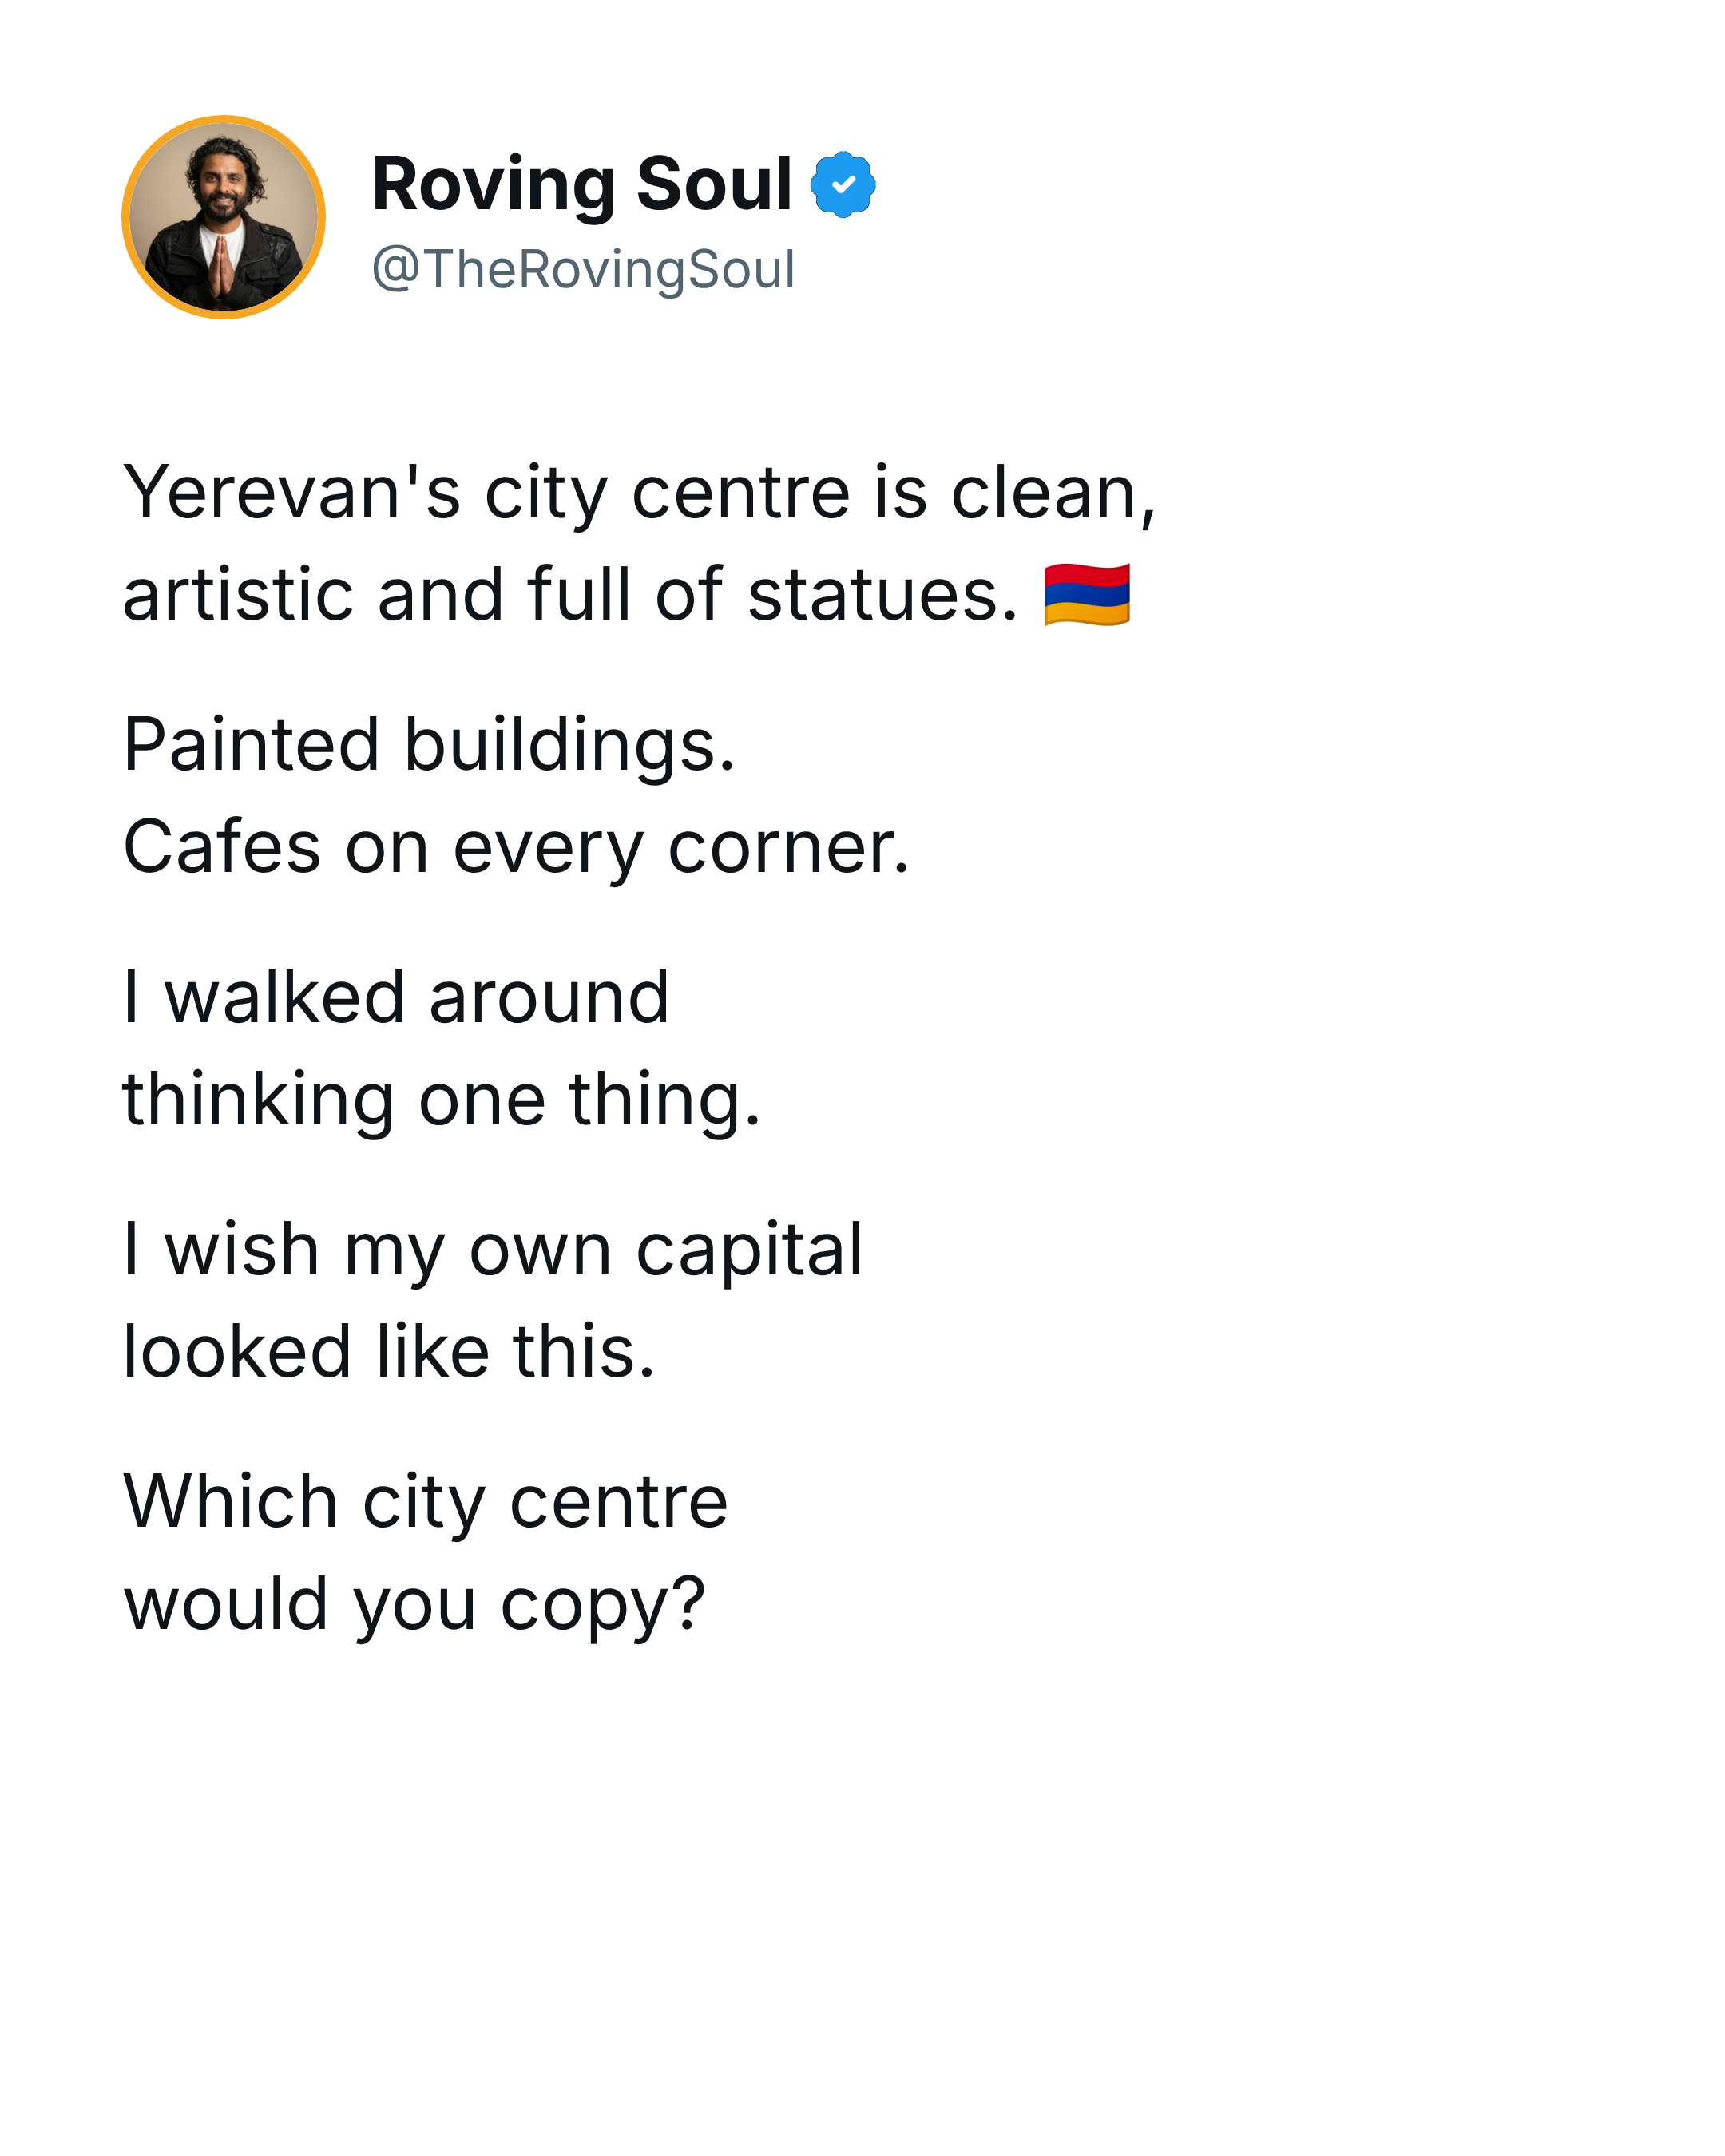 Roving Soul
@TheRovingSoul
Yerevan's city centre is clean,
artistic and full of statues. 🇦🇲
Painted buildings.
Cafes on every corner.
I walked around
thinking one thing.
I wish my own capital
looked like this.
Which city centre
would you copy?